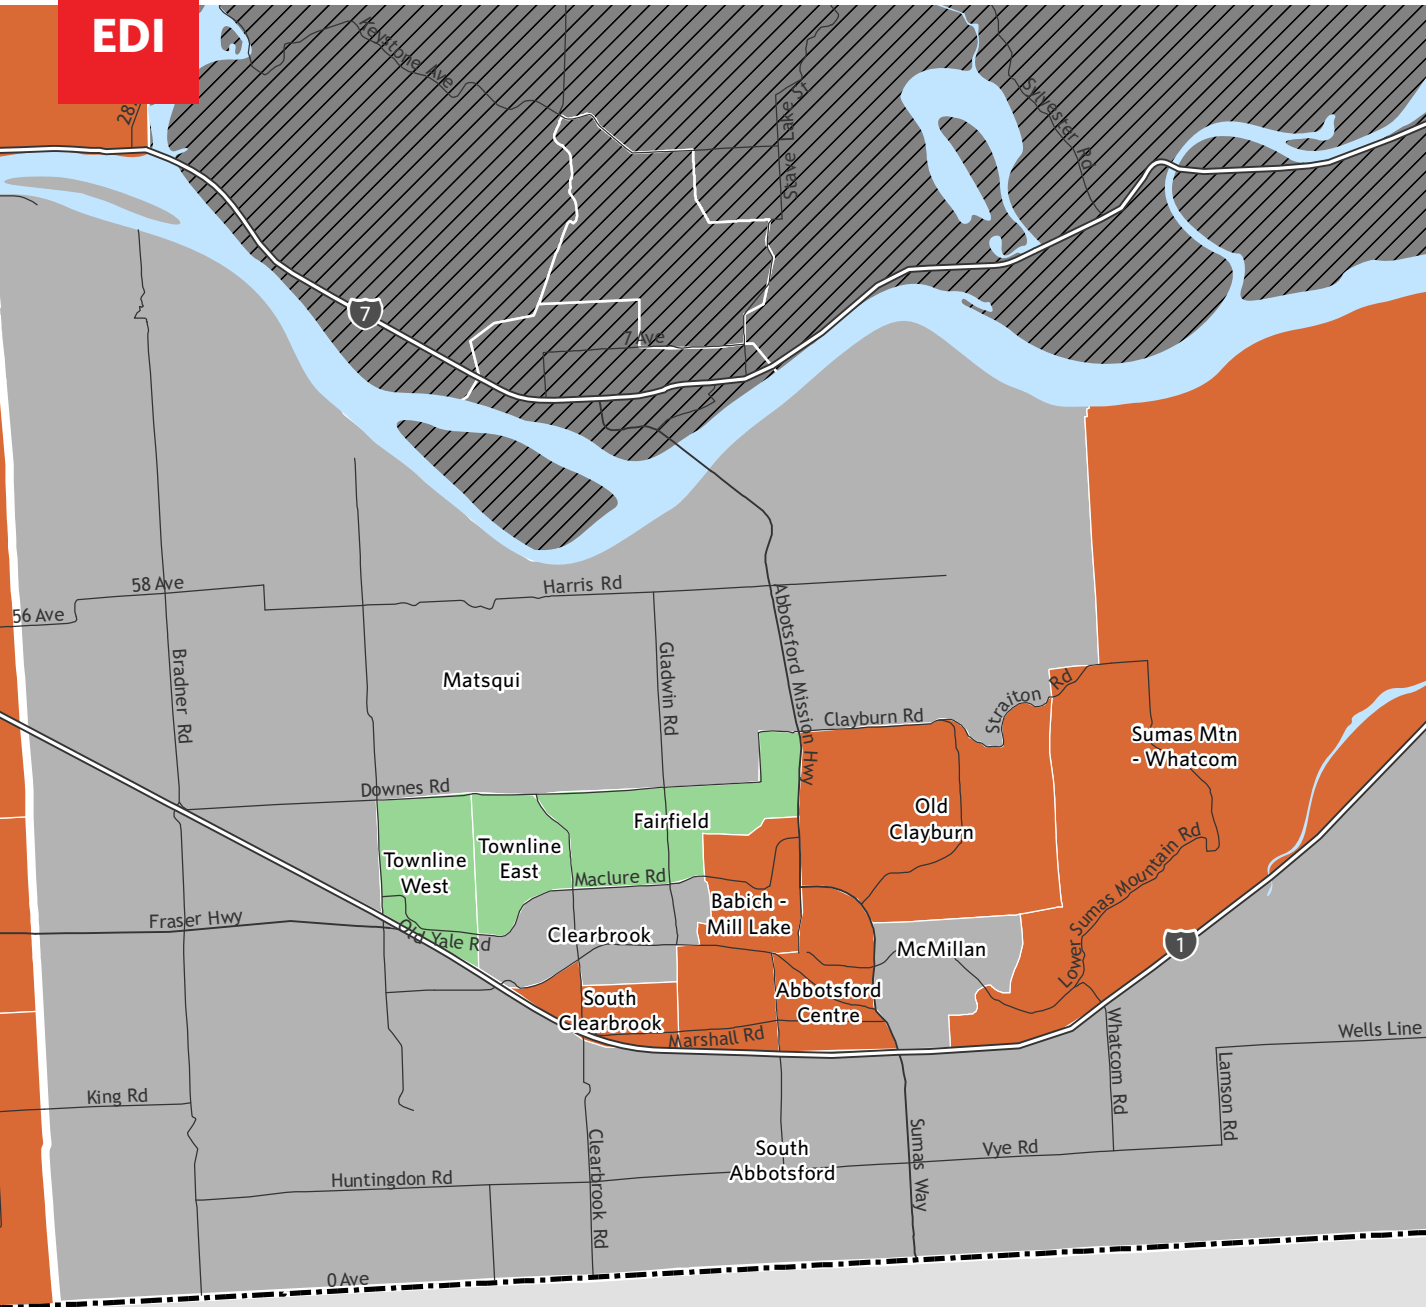 EDI
Keystone Ave
Stave Lake St
Sylvester Rd
28
7
7 Ave
58 Ave
56 Ave
Harris Rd
Bradner Rd
Matsqui
Gladwin Rd
Abbotsford Mission Hwy
Clayburn Rd
Straiton Rd
Sumas Mtn
- Whatcom
Downes Rd
Fairfield
Old
Clayburn
Townline
West
Townline
East
Maclure Rd
Babich -
Mill Lake
Lower Sumas Mountain Rd
Fraser Hwy
Old Yale Rd
Clearbrook
McMillan
1
South
Clearbrook
Abbotsford
Centre
Marshall Rd
Whatcom Rd
Wells Line
Lamson Rd
King Rd
Clearbrook Rd
South
Abbotsford
Sumas Way
Vye Rd
Huntingdon Rd
0 Ave